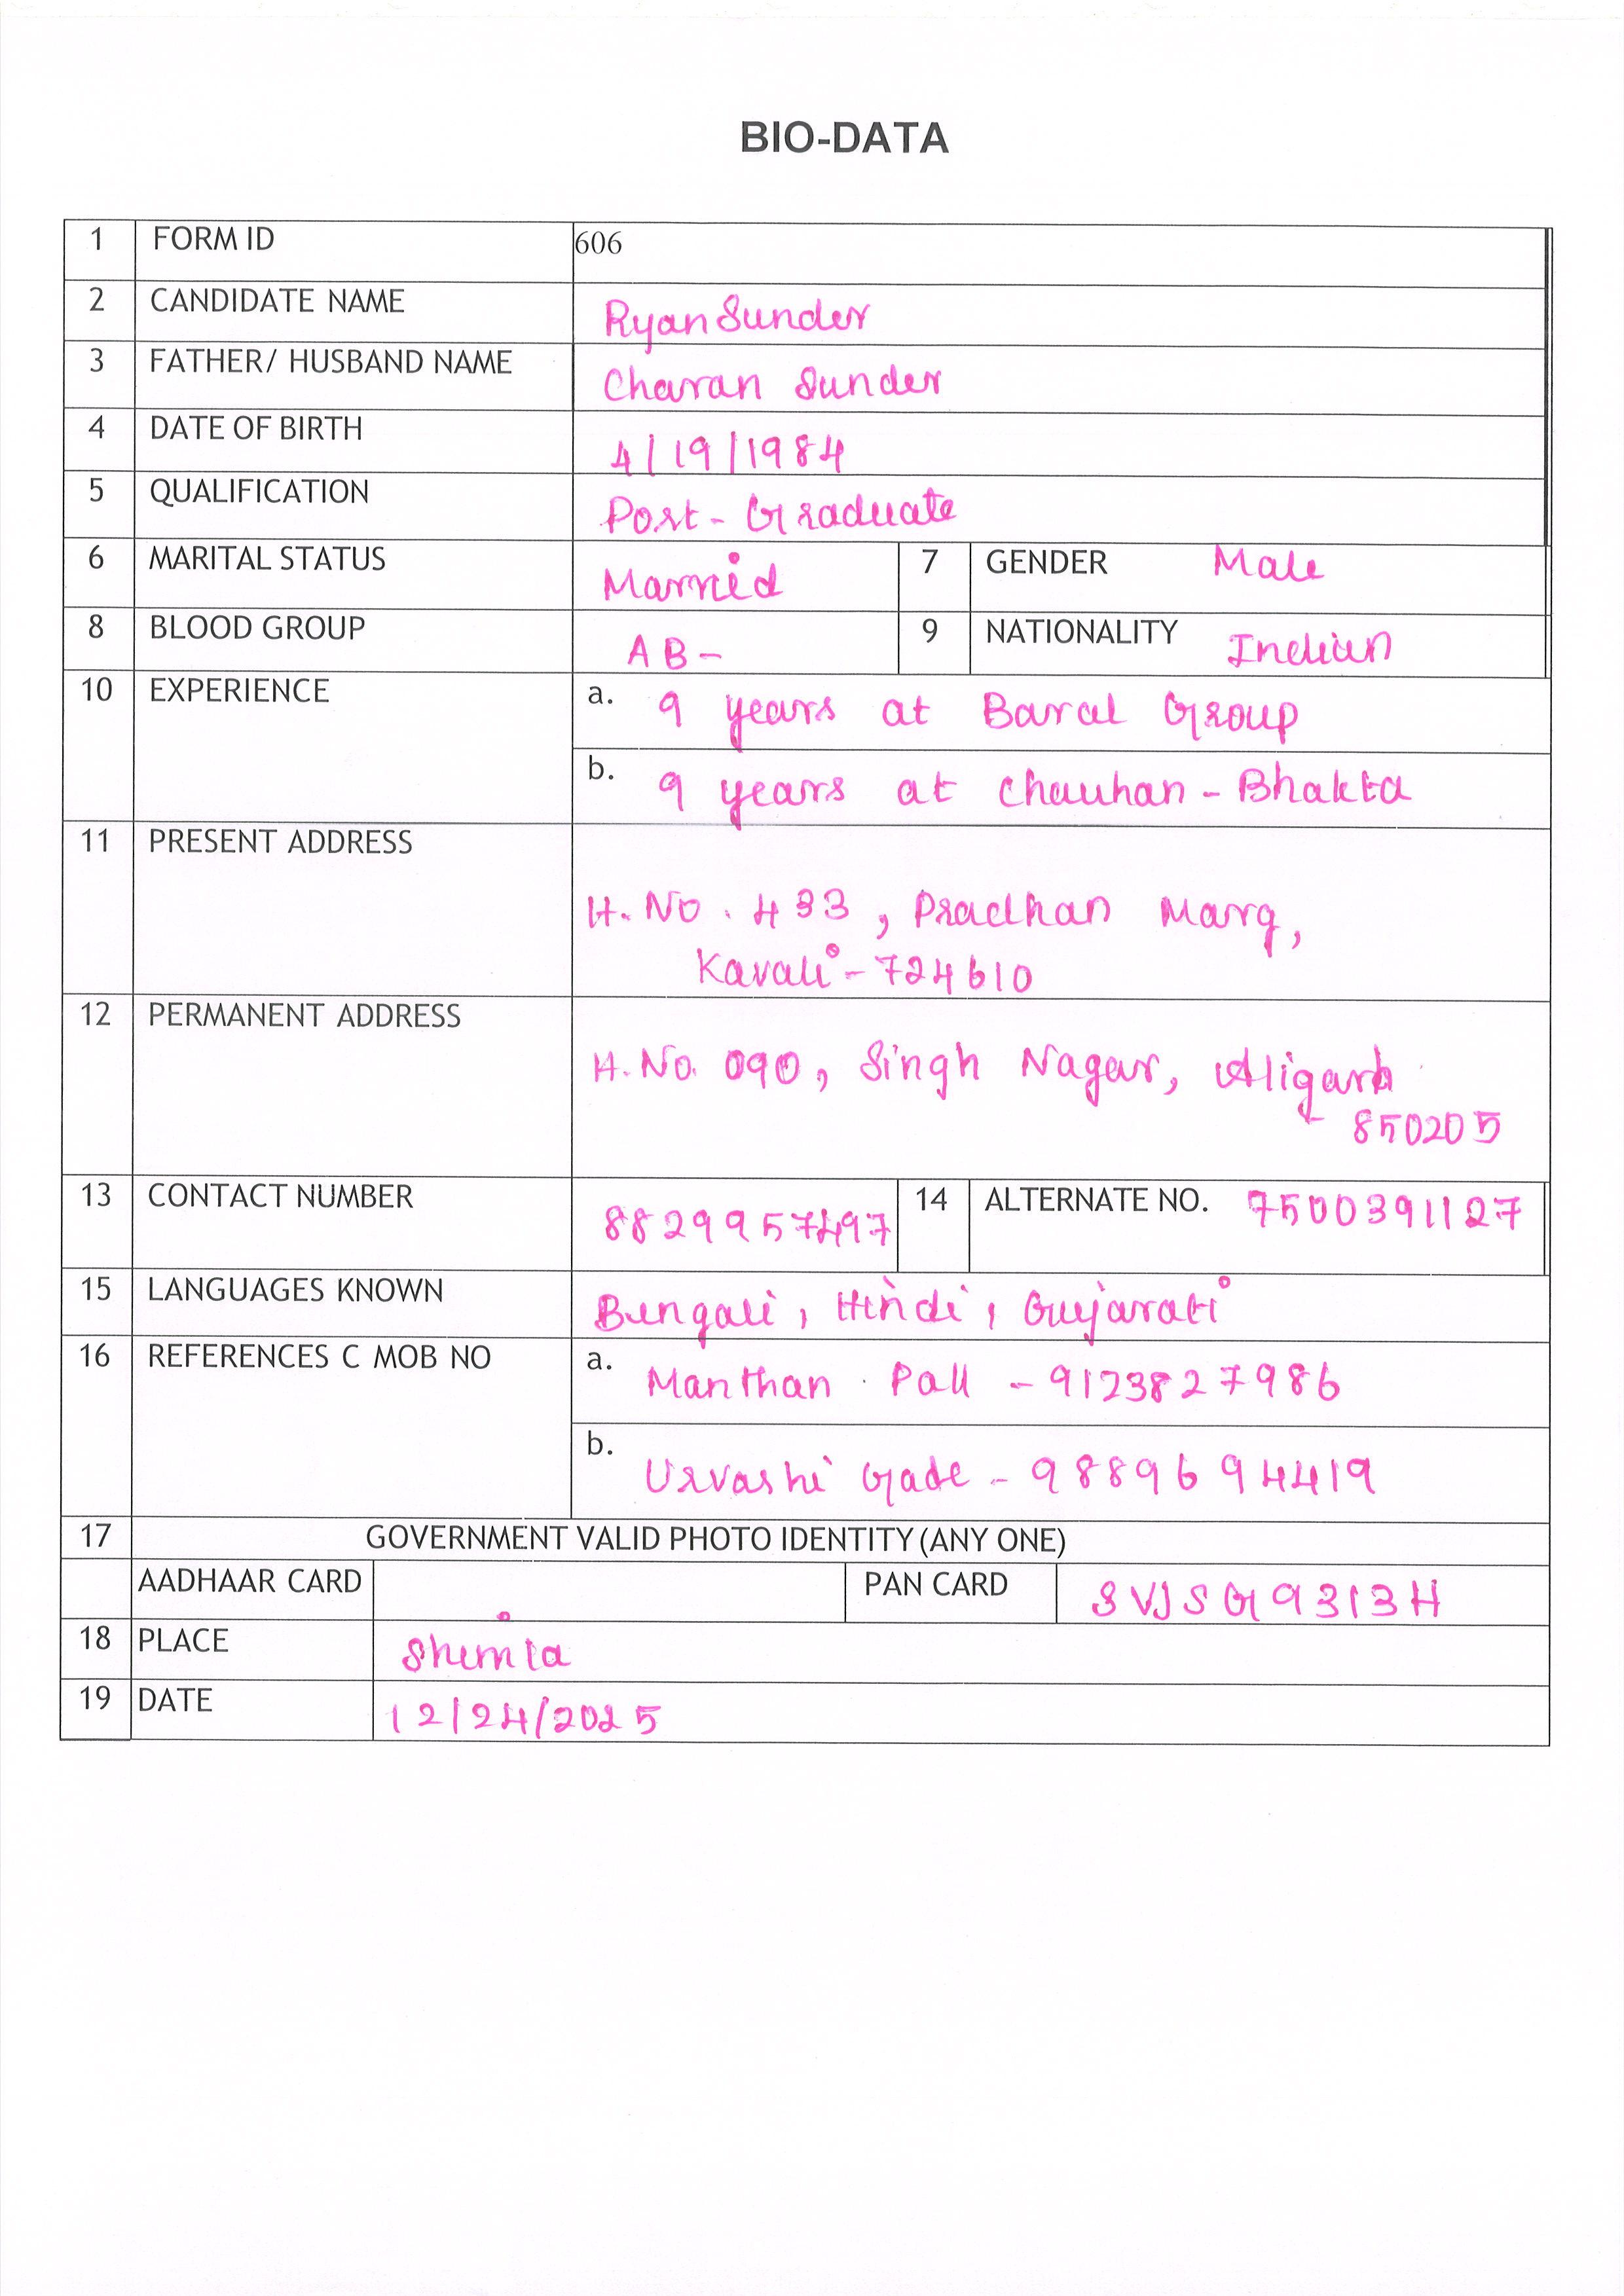 BIO-DATA
1 FORM ID 606
2 CANDIDATE NAME Ryan Sunder
3 FATHER/ HUSBAND NAME Charan Sunder
4 DATE OF BIRTH 4/19/1984
5 QUALIFICATION Post-Graduate
6 MARITAL STATUS Married 7 GENDER Male
8 BLOOD GROUP AB- 9 NATIONALITY Indian
10 EXPERIENCE a. 9 years at Baral Group
b. 9 years at Chauhan-Bhakta
11 PRESENT ADDRESS
H.No. 433, Pradhan Marg,
Kavali-724610
12 PERMANENT ADDRESS
H.No. 090, Singh Nagar, Aligarh
- 850205
13 CONTACT NUMBER 8829957497 14 ALTERNATE NO. 7500391127
15 LANGUAGES KNOWN Bengali, Hindi, Gujarati
16 REFERENCES C MOB NO a. Manthan Pall - 9123827986
b. Urvashi Gade - 9889694419
17 GOVERNMENT VALID PHOTO IDENTITY (ANY ONE)
AADHAAR CARD PAN CARD SVJSG9313H
18 PLACE Shimla
19 DATE 12/24/2025